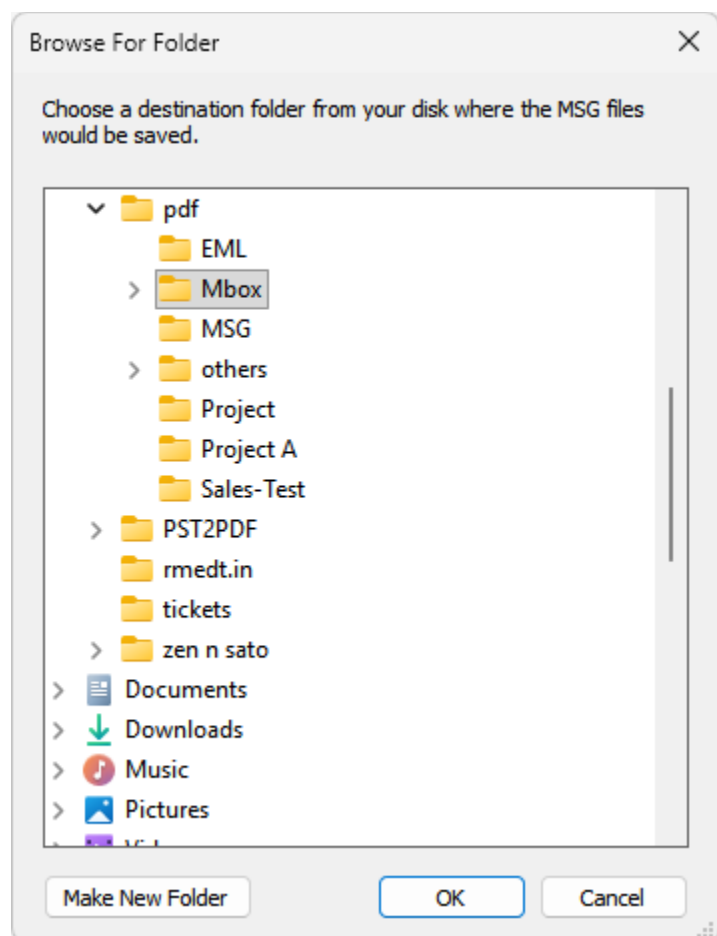 Browse For Folder
Choose a destination folder from your disk where the MSG files
would be saved.
pdf
EML
Mbox
MSG
others
Project
Project A
Sales-Test
PST2PDF
rmedt.in
tickets
zen n sato
Documents
Downloads
Music
Pictures
Make New Folder
OK
Cancel